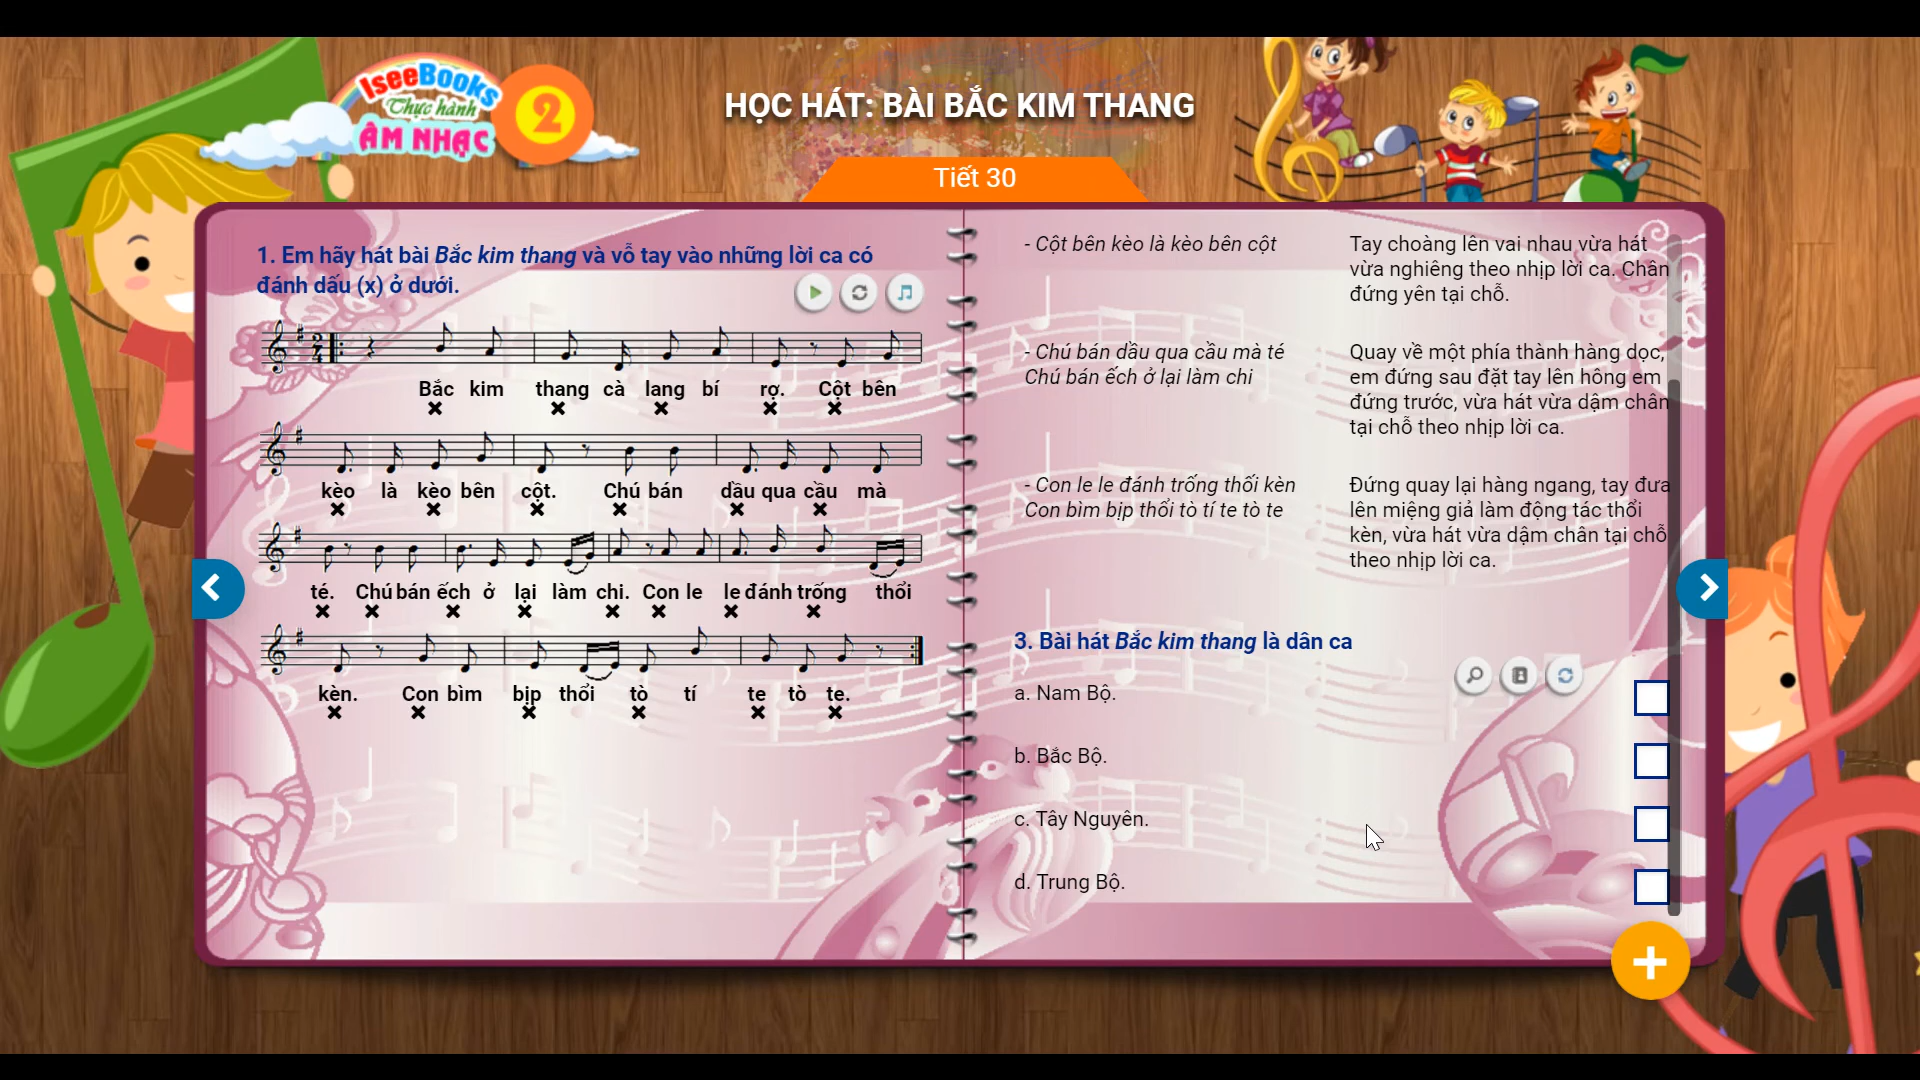 IseeBooks
Thực hành
ÂM NHẠC
2
HỌC HÁT: BÀI BẮC KIM THANG
Tiết 30
1. Em hãy hát bài Bắc kim thang và vỗ tay vào những lời ca có
đánh dấu (x) ở dưới.
2
4
Bắc kim thang cà lang bí rợ. Cột bên
kèo là kèo bên cột. Chú bán dầu qua cầu mà
té. Chú bán ếch ở lại làm chi. Con le le đánh trống thổi
kèn. Con bìm bịp thổi tò tí te tò te.
- Cột bên kèo là kèo bên cột
Tay choàng lên vai nhau vừa hát
vừa nghiêng theo nhịp lời ca. Chân
đứng yên tại chỗ.
- Chú bán dầu qua cầu mà té
Chú bán ếch ở lại làm chi
Quay về một phía thành hàng dọc,
em đứng sau đặt tay lên hông em
đứng trước, vừa hát vừa dậm chân
tại chỗ theo nhịp lời ca.
- Con le le đánh trống thổi kèn
Con bìm bịp thổi tò tí te tò te
Đứng quay lại hàng ngang, tay đưa
lên miệng giả làm động tác thổi
kèn, vừa hát vừa dậm chân tại chỗ
theo nhịp lời ca.
3. Bài hát Bắc kim thang là dân ca
a. Nam Bộ.
b. Bắc Bộ.
c. Tây Nguyên.
d. Trung Bộ.